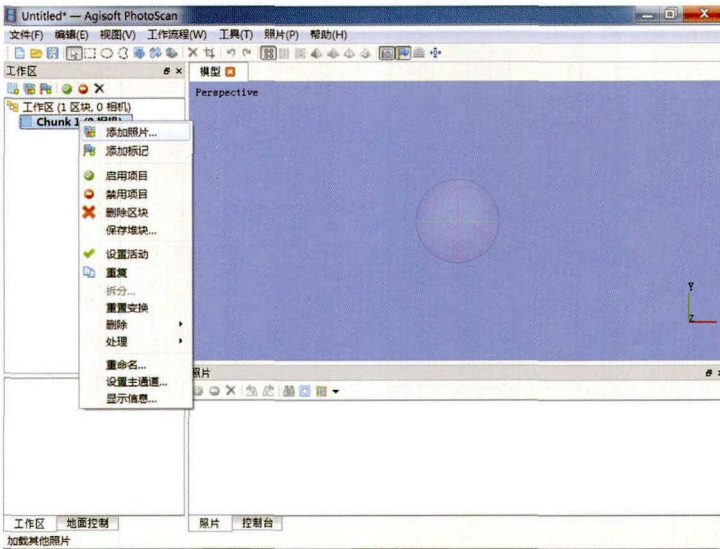 Untitled* — Agisoft PhotoScan
文件(F) 编辑(E) 视图(V) 工作流程(W) 工具(T) 照片(P) 帮助(H)
工作区
模型
工作区 (1 区块, 0 相机)
Perspective
Chunk 1 (0 相机)
添加照片...
添加标记
启用项目
禁用项目
删除区块
保存堆块...
设置活动
重复
拆分...
重置变换
删除
处理
重命名...
设置主通道...
显示信息...
Y
Z
照片
工作区 地面控制
照片 控制台
加载其他照片